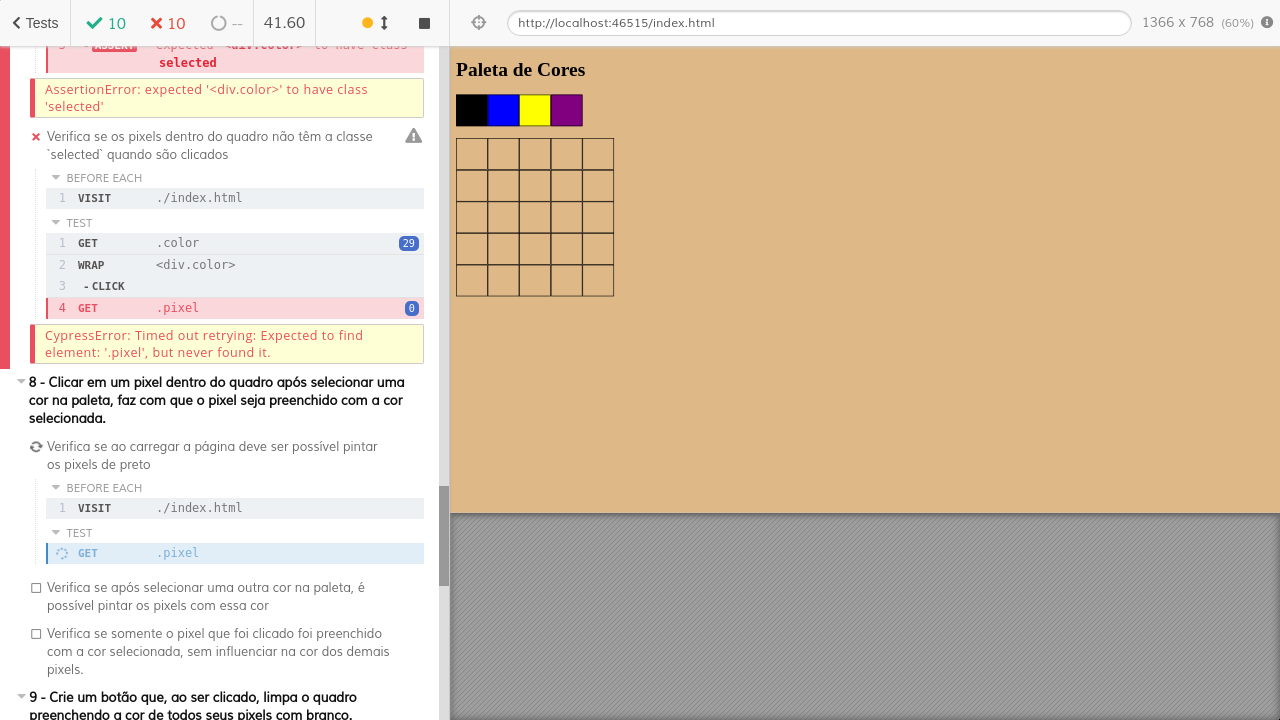 Tests
10
10
--
41.60
http://localhost:46515/index.html
1366 x 768 (60%)
3 - ASSERT expected <div.color> to have class
selected
AssertionError: expected '<div.color>' to have class
'selected'
Verifica se os pixels dentro do quadro não têm a classe
`selected` quando são clicados
BEFORE EACH
1 VISIT ./index.html
TEST
1 GET .color 29
2 WRAP <div.color>
3 - CLICK
4 GET .pixel 0
CypressError: Timed out retrying: Expected to find
element: '.pixel', but never found it.
8 - Clicar em um pixel dentro do quadro após selecionar uma
cor na paleta, faz com que o pixel seja preenchido com a cor
selecionada.
Verifica se ao carregar a página deve ser possível pintar
os pixels de preto
BEFORE EACH
1 VISIT ./index.html
TEST
GET .pixel
Verifica se após selecionar uma outra cor na paleta, é
possível pintar os pixels com essa cor
Verifica se somente o pixel que foi clicado foi preenchido
com a cor selecionada, sem influenciar na cor dos demais
pixels.
9 - Crie um botão que, ao ser clicado, limpa o quadro
preenchendo a cor de todos seus pixels com branco.
Paleta de Cores